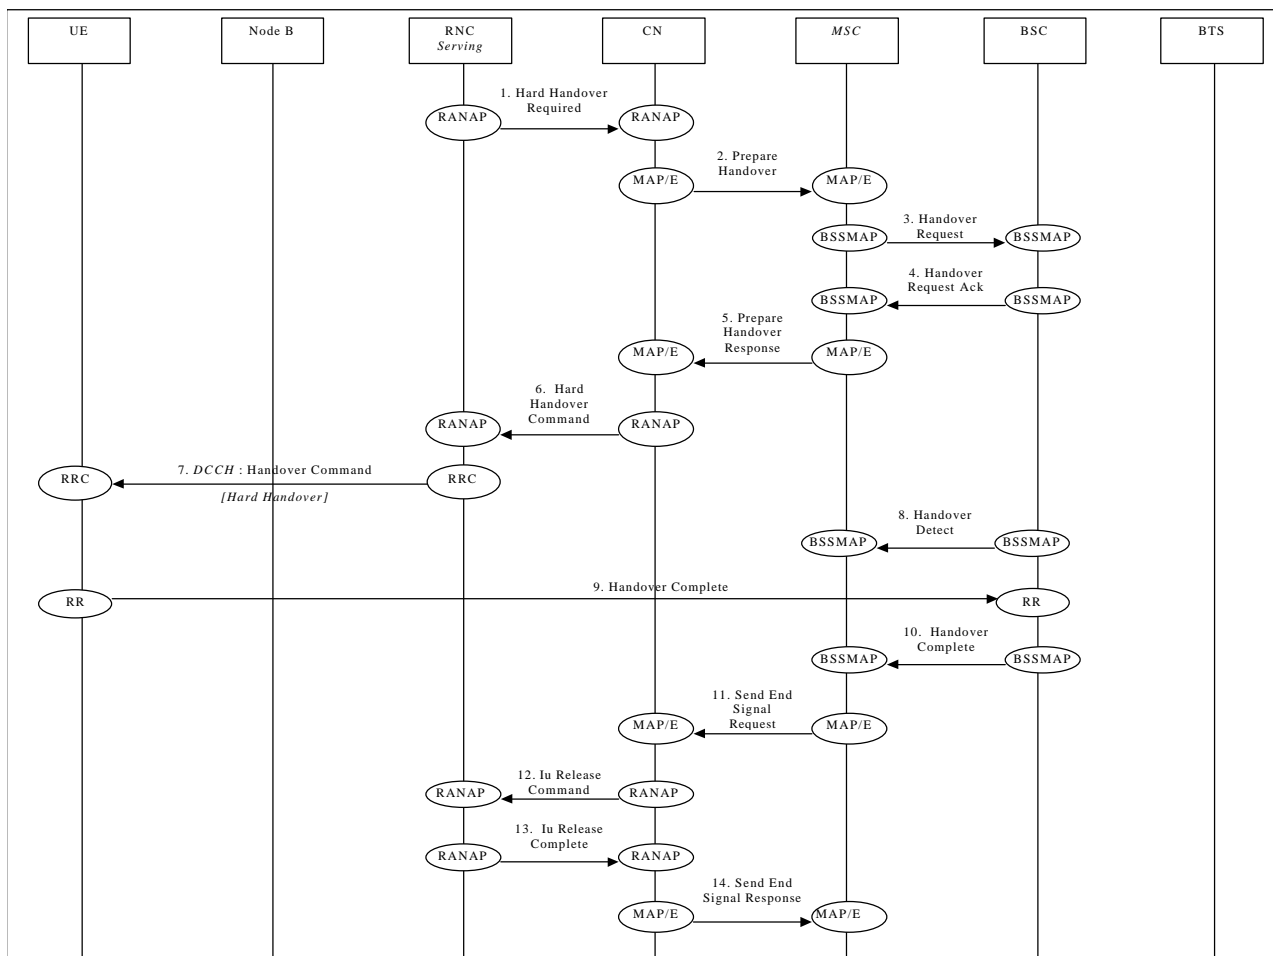 UE
Node B
RNC
Serving
CN
MSC
BSC
BTS
1. Hard Handover
Required
RANAP
RANAP
2. Prepare
Handover
MAP/E
MAP/E
3. Handover
Request
BSSMAP
BSSMAP
4. Handover
Request Ack
BSSMAP
BSSMAP
5. Prepare
Handover
Response
MAP/E
MAP/E
6. Hard
Handover
Command
RANAP
RANAP
7. DCCH : Handover Command
RRC
RRC
[Hard Handover]
8. Handover
Detect
BSSMAP
BSSMAP
9. Handover Complete
RR
RR
10. Handover
Complete
BSSMAP
BSSMAP
11. Send End
Signal
Request
MAP/E
MAP/E
12. Iu Release
Command
RANAP
RANAP
13. Iu Release
Complete
RANAP
RANAP
14. Send End
Signal Response
MAP/E
MAP/E